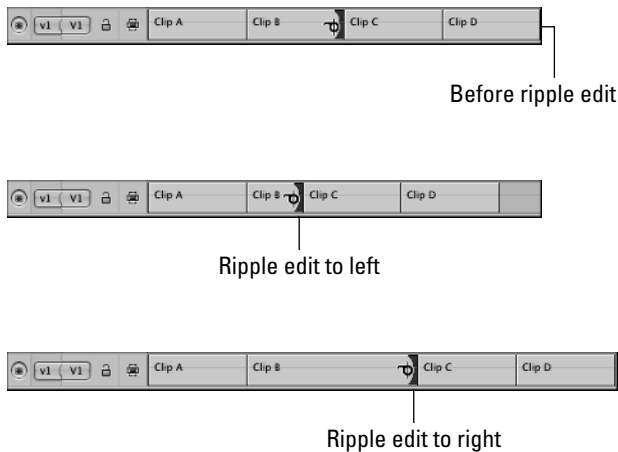 v1 V1 Clip A Clip B Clip C Clip D
Before ripple edit
v1 V1 Clip A Clip B Clip C Clip D
Ripple edit to left
v1 V1 Clip A Clip B Clip C Clip D
Ripple edit to right